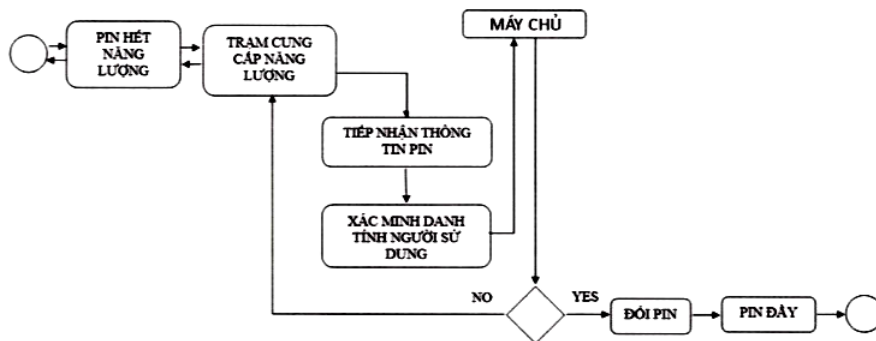 PIN HẾT
NĂNG
LƯỢNG
TRẠM CUNG
CẤP NĂNG
LƯỢNG
MÁY CHỦ
TIẾP NHẬN THÔNG
TIN PIN
XÁC MINH DANH
TÍNH NGƯỜI SỬ
DUNG
NO
YES
ĐỔI PIN
PIN ĐẦY